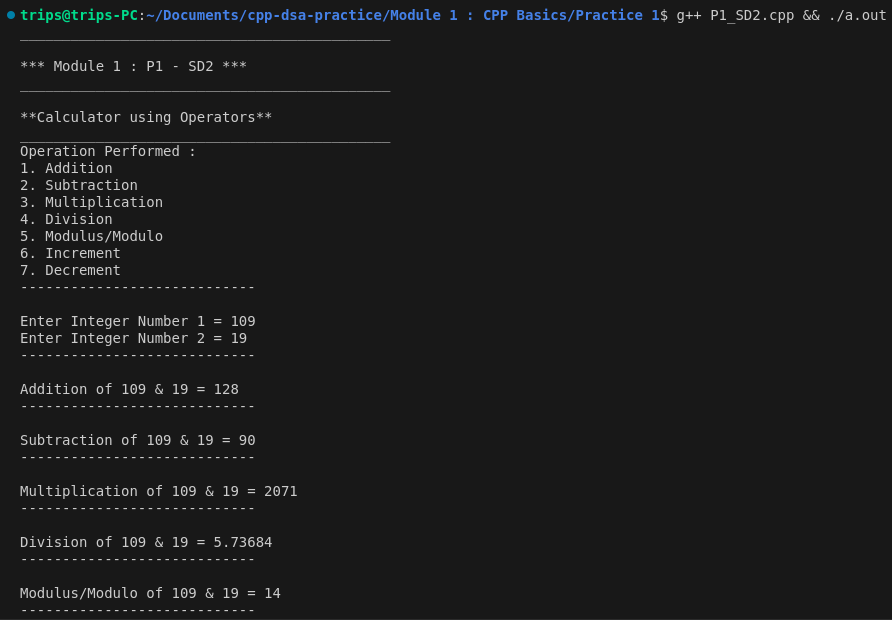 trips@trips-PC:~/Documents/cpp-dsa-practice/Module 1 : CPP Basics/Practice 1$ g++ P1_SD2.cpp && ./a.out
____________________________________________
*** Module 1 : P1 - SD2 ***
____________________________________________
**Calculator using Operators**
____________________________________________
Operation Performed :
1. Addition
2. Subtraction
3. Multiplication
4. Division
5. Modulus/Modulo
6. Increment
7. Decrement
----------------------------
Enter Integer Number 1 = 109
Enter Integer Number 2 = 19
----------------------------
Addition of 109 & 19 = 128
----------------------------
Subtraction of 109 & 19 = 90
----------------------------
Multiplication of 109 & 19 = 2071
----------------------------
Division of 109 & 19 = 5.73684
----------------------------
Modulus/Modulo of 109 & 19 = 14
----------------------------